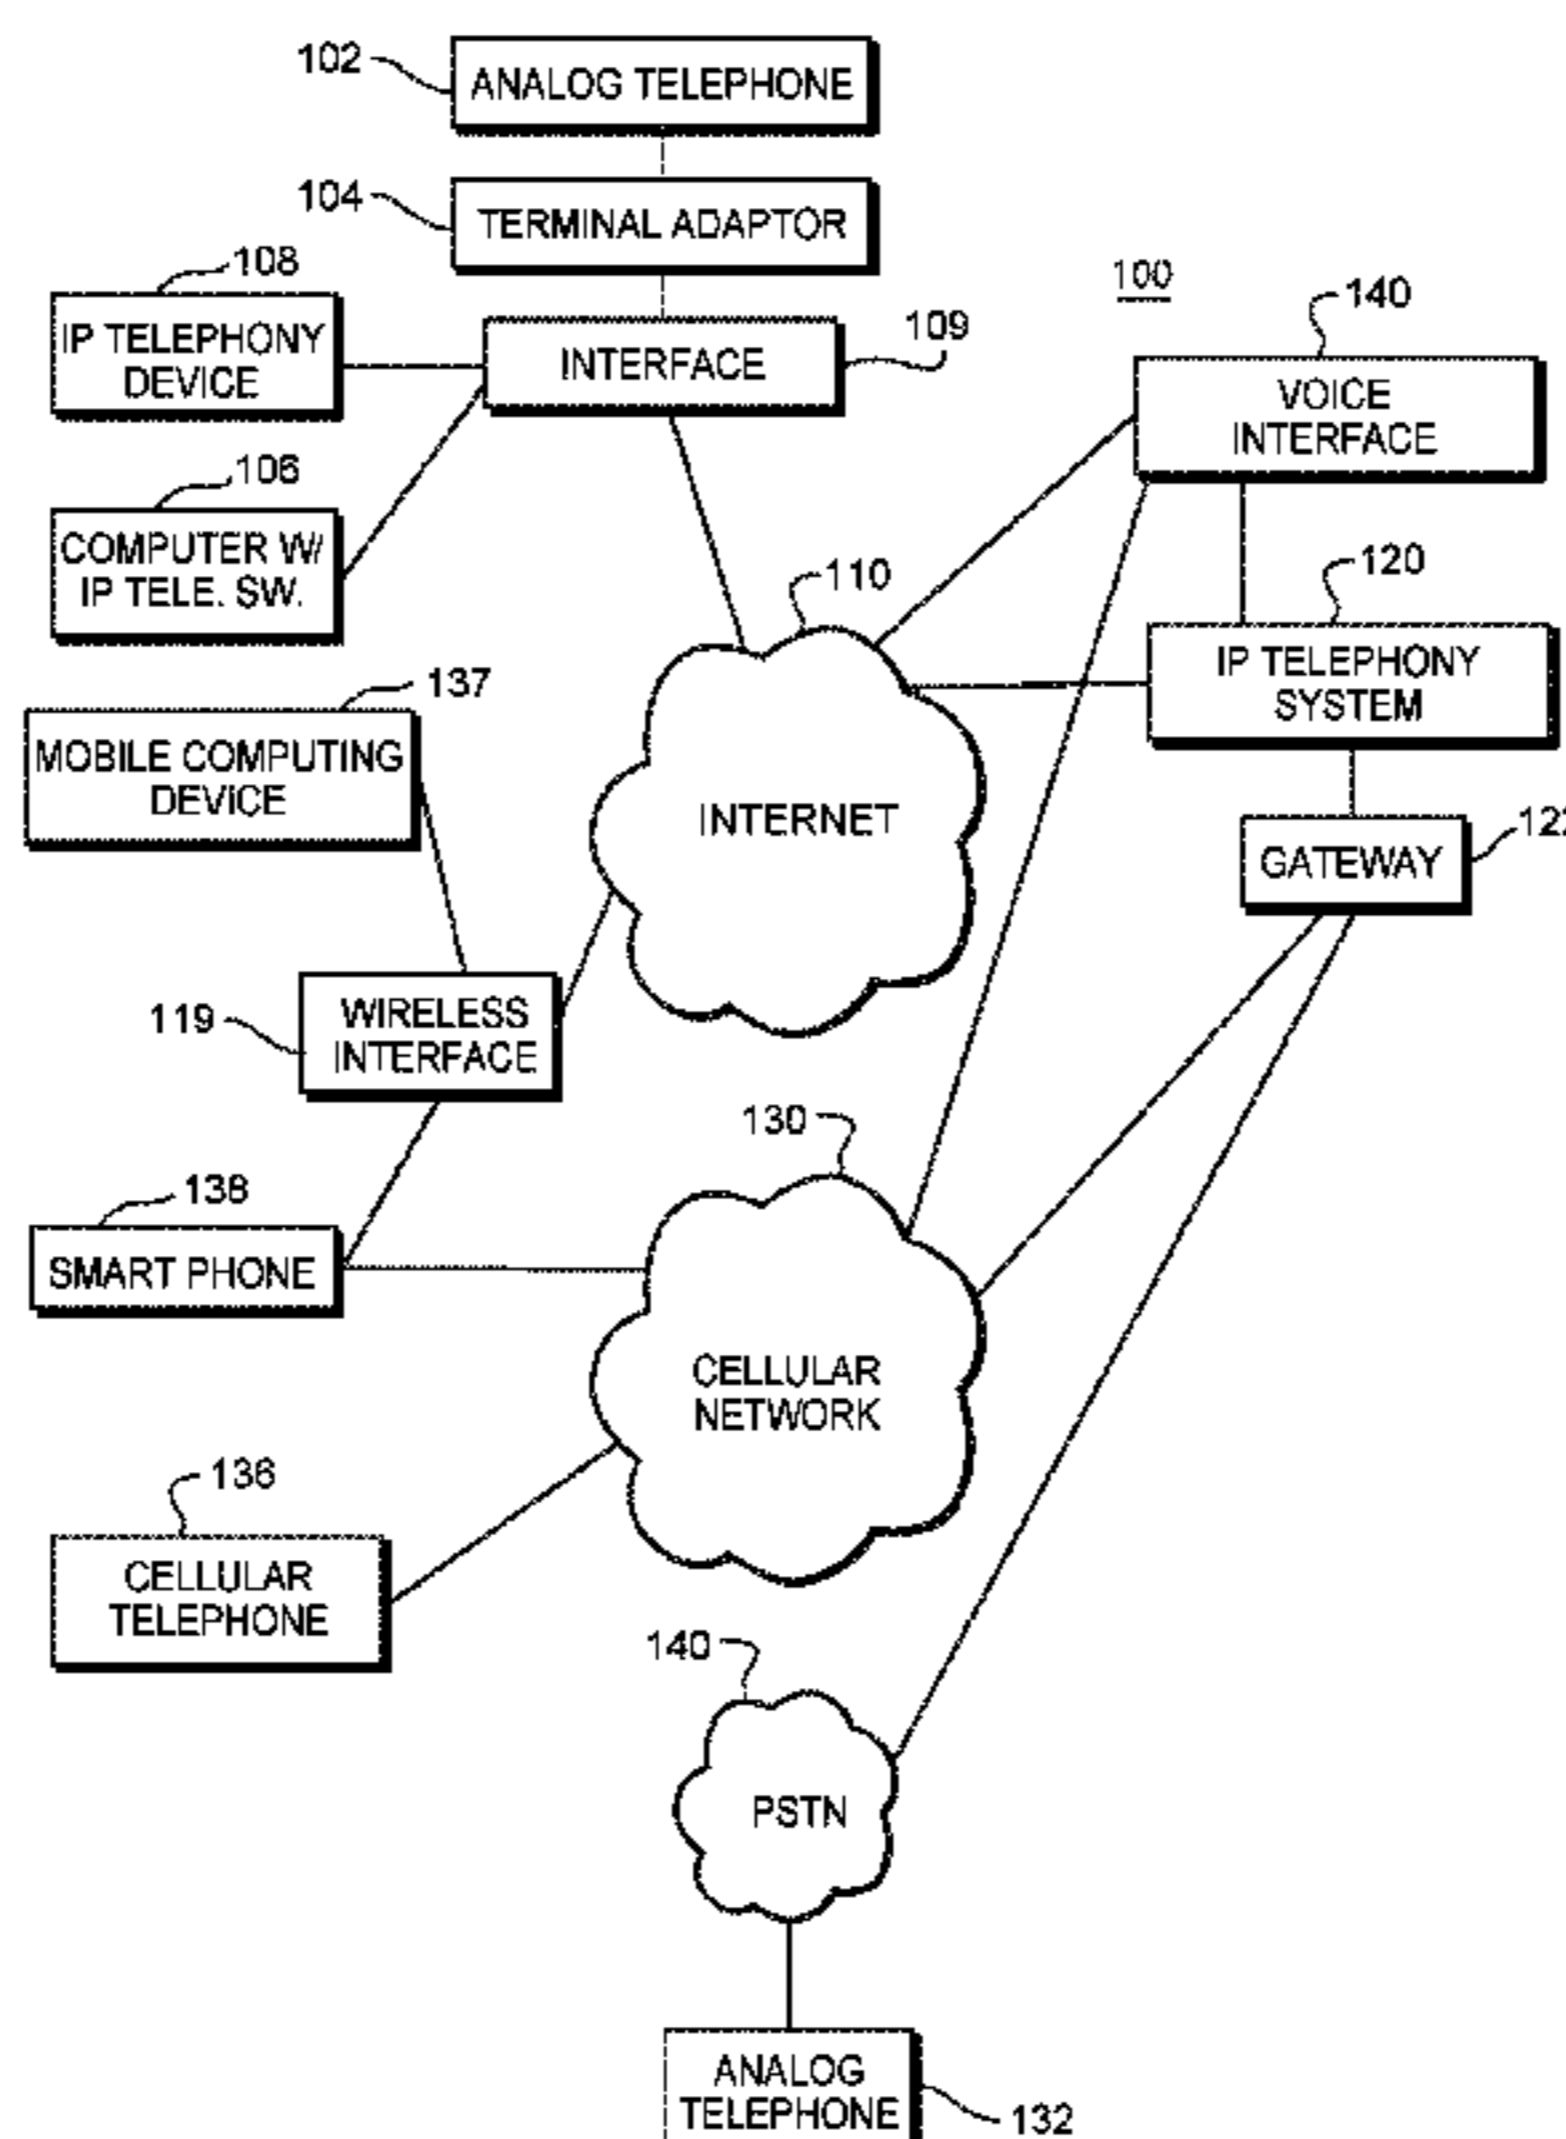 102
ANALOG TELEPHONE
104
TERMINAL ADAPTOR
108
IP TELEPHONY
DEVICE
INTERFACE
109
100
140
VOICE
INTERFACE
106
COMPUTER W/
IP TELE. SW.
110
120
IP TELEPHONY
SYSTEM
137
MOBILE COMPUTING
DEVICE
INTERNET
GATEWAY
119
WIRELESS
INTERFACE
130
138
SMART PHONE
CELLULAR
NETWORK
136
CELLULAR
TELEPHONE
140
PSTN
ANALOG
TELEPHONE
132